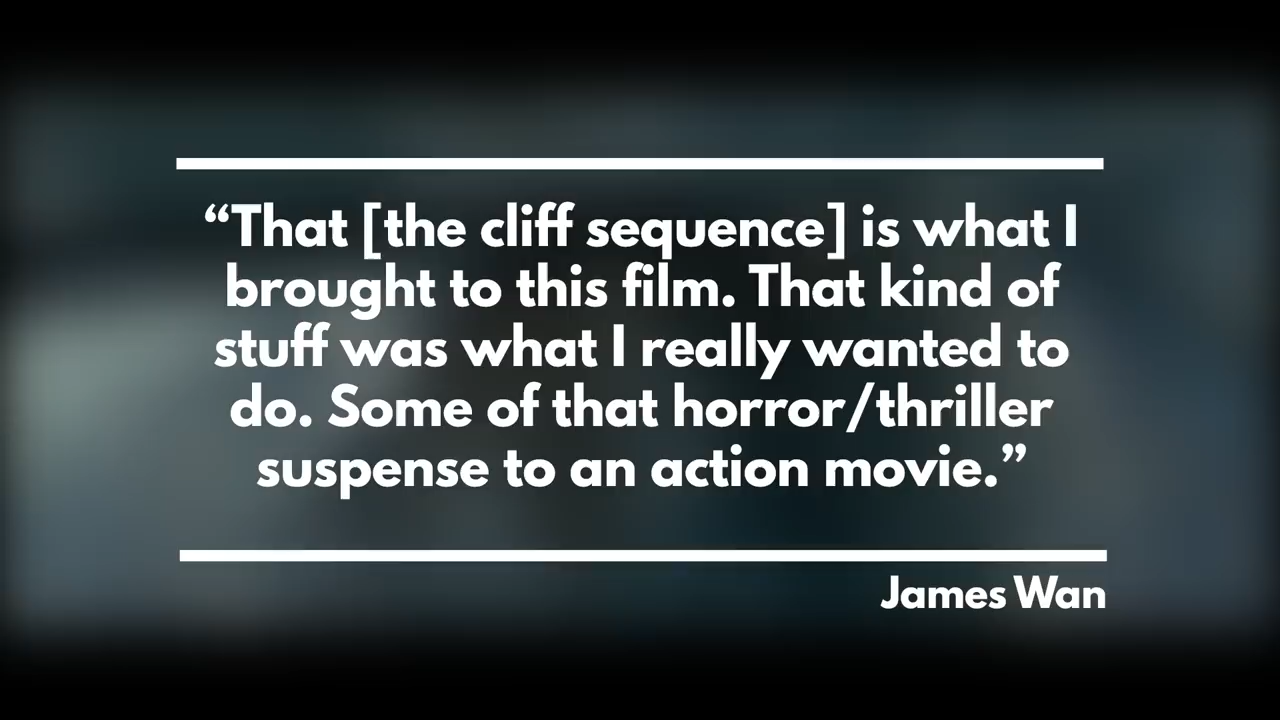 “That [the cliff sequence] is what I
brought to this film. That kind of
stuff was what I really wanted to
do. Some of that horror/thriller
suspense to an action movie.”
James Wan